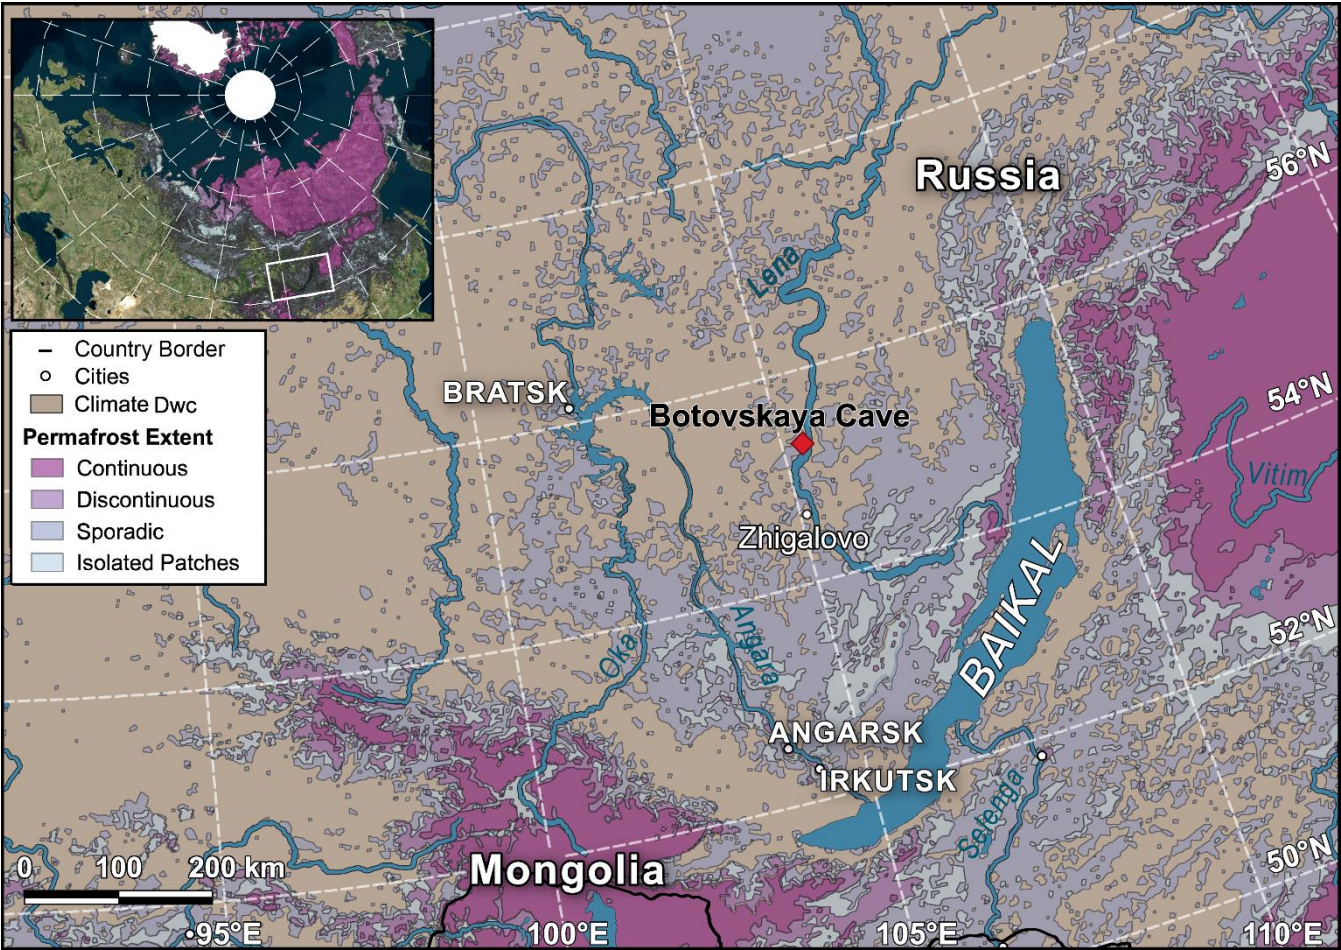 Russia
56°N
Lena
Country Border
Cities
Climate Dwc
Permafrost Extent
Continuous
Discontinuous
Sporadic
Isolated Patches
BRATSK
Botovskaya Cave
54°N
Vitim
Zhigalovo
BAIKAL
Oka
Angara
52°N
ANGARSK
IRKUTSK
Selenga
Mongolia
50°N
0 100 200 km
95°E
100°E
105°E
110°E